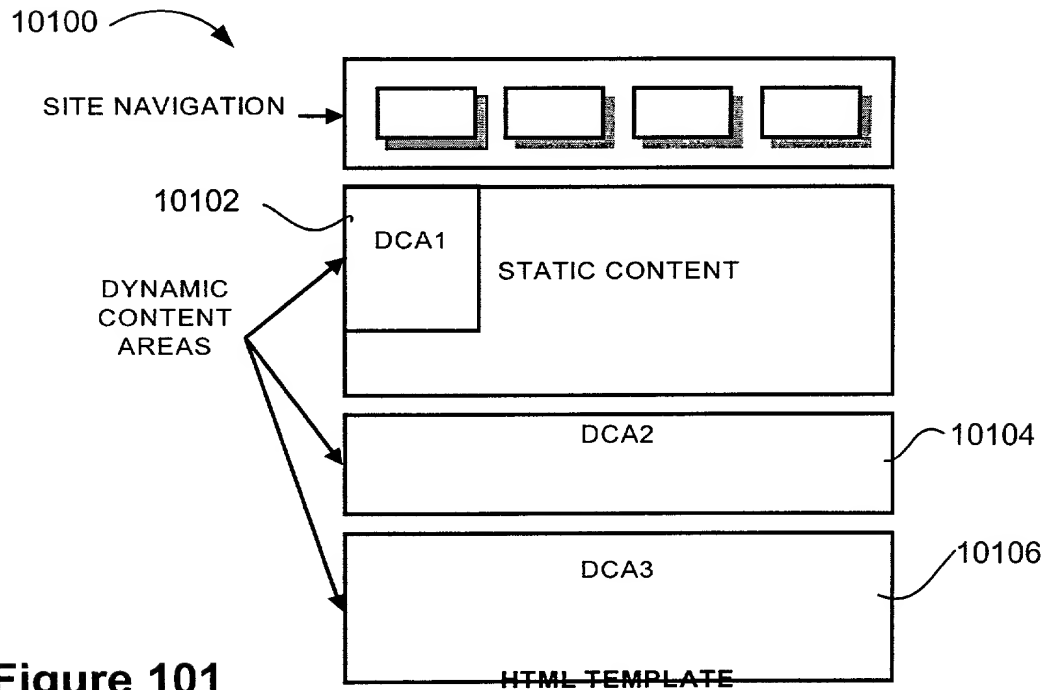 10100
SITE NAVIGATION
10102
DCA1
STATIC CONTENT
DYNAMIC
CONTENT
AREAS
DCA2
10104
DCA3
10106
HTML TEMPLATE
Figure 101